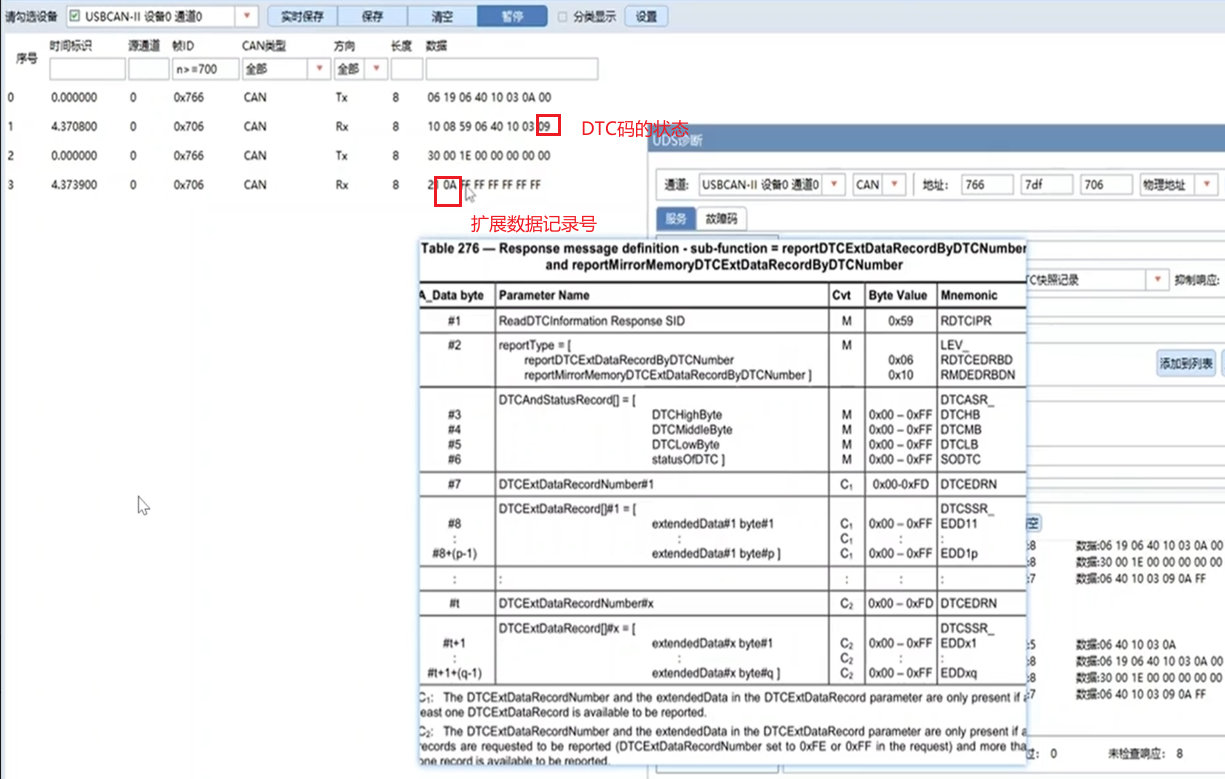 请勾选设备 USBCAN-II 设备0 通道0 实时保存 保存 清空 暂停 分类显示 设置
序号 时间标识 源通道 帧ID CAN类型 方向 长度 数据
n>=700 全部 全部
0 0.000000 0 0x766 CAN Tx 8 06 19 06 40 10 03 0A 00
1 4.370800 0 0x706 CAN Rx 8 10 08 59 06 40 10 03 09
DTC码的状态
2 0.000000 0 0x766 CAN Tx 8 30 00 1E 00 00 00 00 00
UDS诊断
3 4.373900 0 0x706 CAN Rx 8 0A FF FF FF FF FF FF
通道: USBCAN-II 设备0 通道0 CAN 地址: 766 7df 706 物理地址
服务 故障码
扩展数据记录号
Table 276 — Response message definition - sub-function = reportDTCExtDataRecordByDTCNumber
and reportMirrorMemoryDTCExtDataRecordByDTCNumber
TC快照记录 抑制响应:
A_Data byte Parameter Name Cvt Byte Value Mnemonic
#1 ReadDTCInformation Response SID M 0x59 RDTCIPR
#2 reportType = [ M LEV_
reportDTCExtDataRecordByDTCNumber 0x06 RDTCEDRBD
reportMirrorMemoryDTCExtDataRecordByDTCNumber ] 0x10 RMDEDRBDN
添加到列表
DTCAndStatusRecord[] = [ DTCASR_
#3 DTCHighByte M 0x00 – 0xFF DTCHB
#4 DTCMiddleByte M 0x00 – 0xFF DTCMB
#5 DTCLowByte M 0x00 – 0xFF DTCLB
#6 statusOfDTC ] M 0x00 – 0xFF SODTC
#7 DTCExtDataRecordNumber#1 C₁ 0x00-0xFD DTCEDRN
DTCExtDataRecord[]#1 = [ DTCSSR_
#8 extendedData#1 byte#1 C₁ 0x00 – 0xFF EDD11
: : C₁ : :
#8+(p-1) extendedData#1 byte#p ] C₁ 0x00 – 0xFF EDD1p
: : : : :
#t DTCExtDataRecordNumber#x C₂ 0x00 – 0xFD DTCEDRN
DTCExtDataRecord[]#x = [ DTCSSR_
#t+1 extendedData#x byte#1 C₂ 0x00 – 0xFF EDDx1
: : C₂ : :
#t+1+(q-1) extendedData#x byte#q ] C₂ 0x00 – 0xFF EDDxq
C₁: The DTCExtDataRecordNumber and the extendedData in the DTCExtDataRecord parameter are only present if a
east one DTCExtDataRecord is available to be reported.
C₂: The DTCExtDataRecordNumber and the extendedData in the DTCExtDataRecord parameter are only present if a
records are requested to be reported (DTCExtDataRecordNumber set to 0xFE or 0xFF in the request) and more tha
one record is available to be reported.
空
:8 数据:06 19 06 40 10 03 0A 00
:8 数据:30 00 1E 00 00 00 00 00
:7 数据:06 40 10 03 09 0A FF
:5 数据:06 40 10 03 0A
:8 数据:06 19 06 40 10 03 0A 00
:8 数据:30 00 1E 00 00 00 00 00
:7 数据:06 40 10 03 09 0A FF
: 0 未检查响应: 8